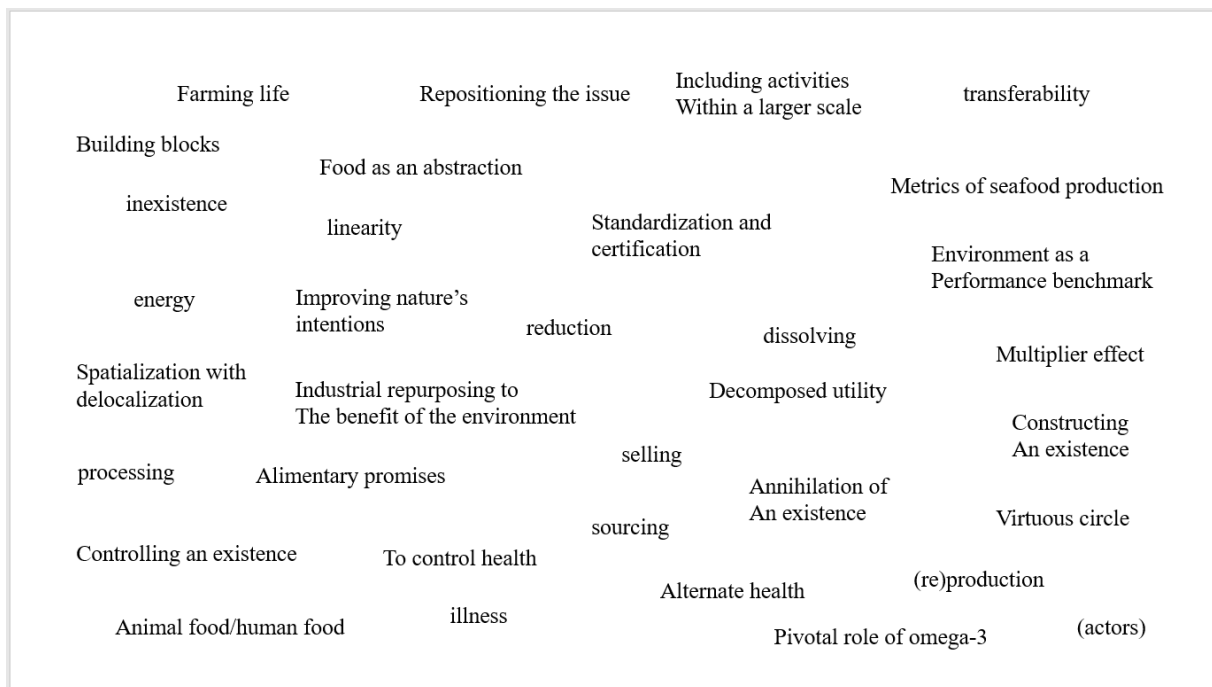 Farming life
Repositioning the issue
Including activities
Within a larger scale
transferability
Building blocks
Food as an abstraction
Metrics of seafood production
inexistence
linearity
Standardization and
certification
Environment as a
Performance benchmark
energy
Improving nature's
intentions
reduction
dissolving
Multiplier effect
Spatialization with
delocalization
Industrial repurposing to
The benefit of the environment
Decomposed utility
Constructing
An existence
selling
processing
Alimentary promises
Annihilation of
An existence
Virtuous circle
sourcing
Controlling an existence
To control health
Alternate health
(re)production
Animal food/human food
illness
Pivotal role of omega-3
(actors)